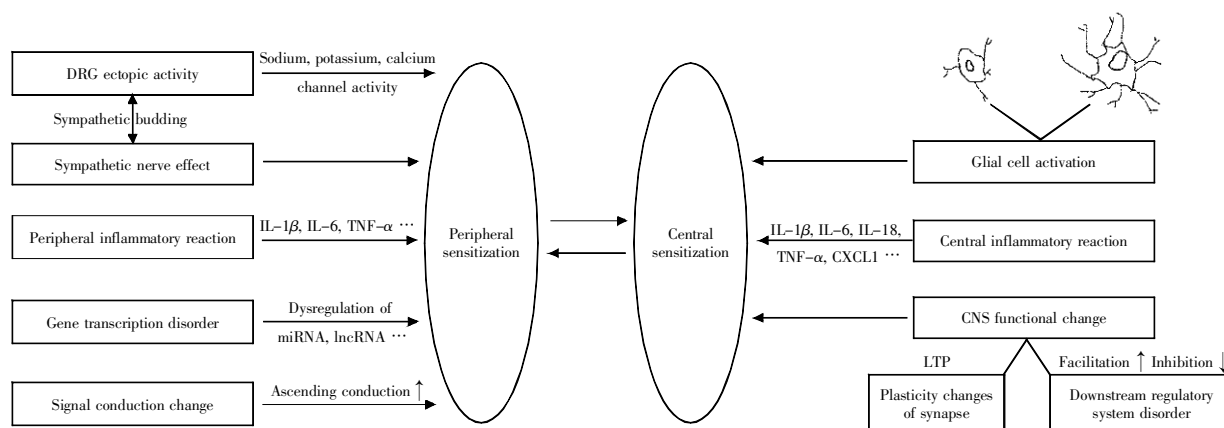 DRG ectopic activity
Sodium, potassium, calcium
channel activity
Sympathetic budding
Sympathetic nerve effect
Peripheral inflammatory reaction
IL-1β, IL-6, TNF-α ···
Gene transcription disorder
Dysregulation of
miRNA, lncRNA ···
Signal conduction change
Ascending conduction ↑
Peripheral
sensitization
Central
sensitization
Glial cell activation
IL-1β, IL-6, IL-18,
TNF-α, CXCL1 ···
Central inflammatory reaction
CNS functional change
LTP
Facilitation ↑ Inhibition ↓
Plasticity changes
of synapse
Downstream regulatory
system disorder